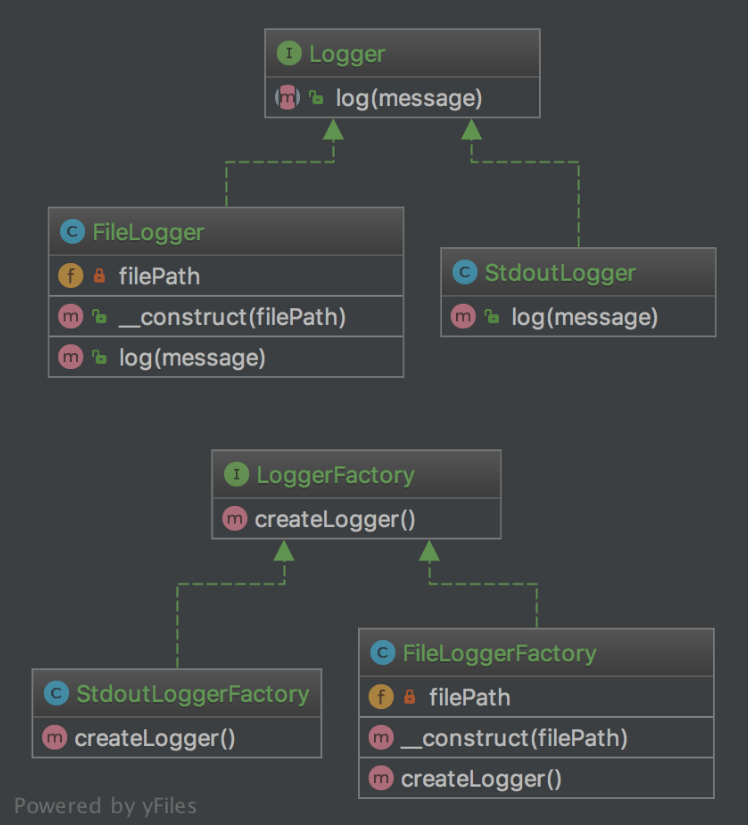 I Logger
m log(message)
C FileLogger
f filePath
m __construct(filePath)
m log(message)
C StdoutLogger
m log(message)
I LoggerFactory
m createLogger()
C StdoutLoggerFactory
m createLogger()
C FileLoggerFactory
f filePath
m __construct(filePath)
m createLogger()
Powered by yFiles